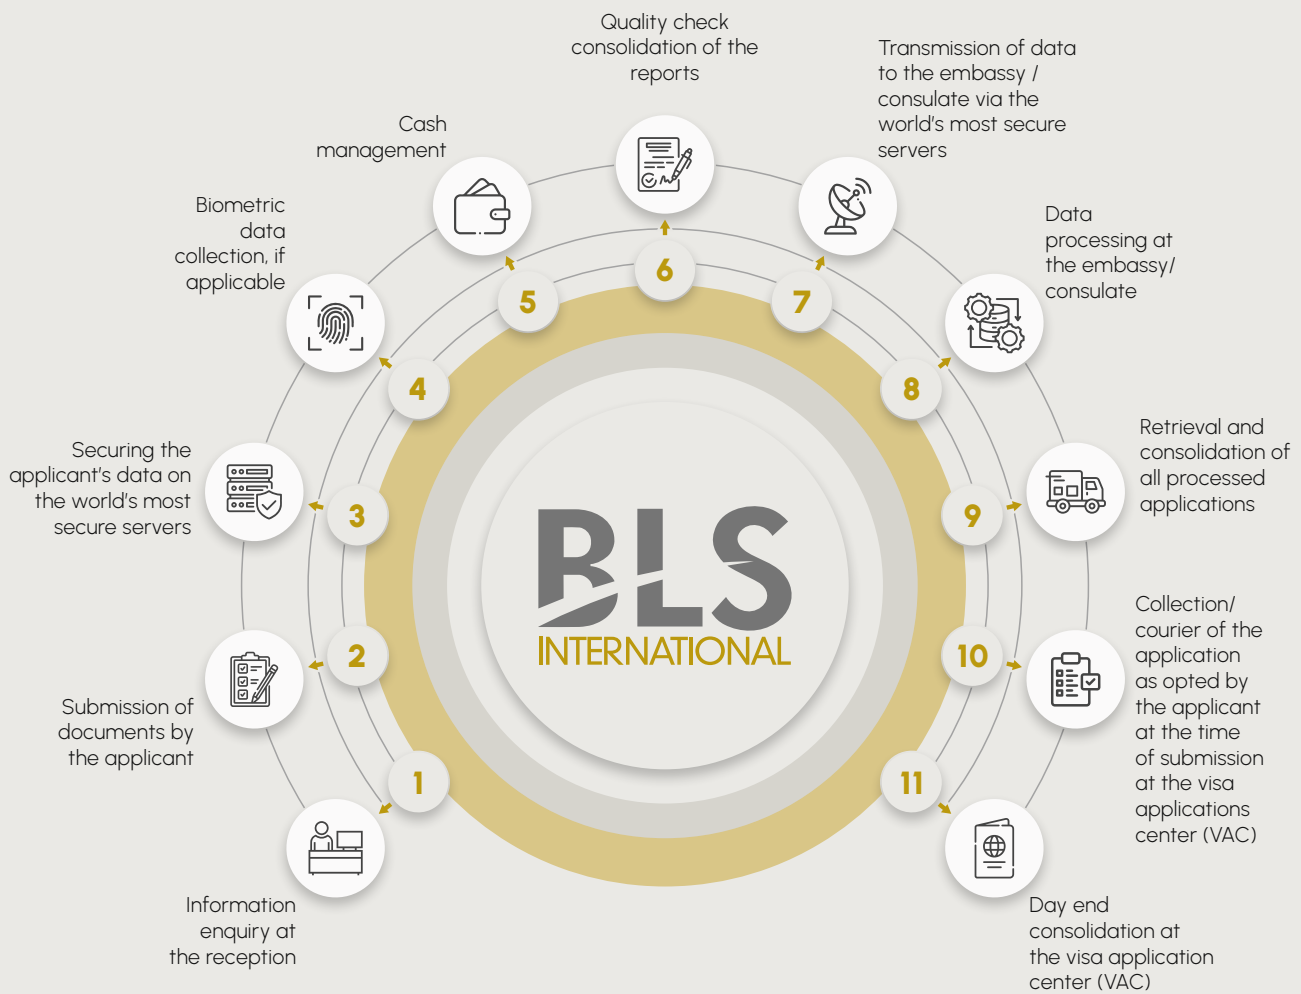 Quality check
consolidation of the
reports
Transmission of data
to the embassy /
consulate via the
world's most secure
servers
Cash
management
Biometric
data
collection, if
applicable
Data
processing at
the embassy/
consulate
6
5
7
4
8
Securing the
applicant's data on
the world's most
secure servers
Retrieval and
consolidation of
all processed
applications
3
9
BLS
INTERNATIONAL
2
10
Submission of
documents by
the applicant
Collection/
courier of the
application
as opted by
the applicant
at the time
of submission
at the visa
applications
center (VAC)
1
11
Information
enquiry at
the reception
Day end
consolidation at
the visa application
center (VAC)